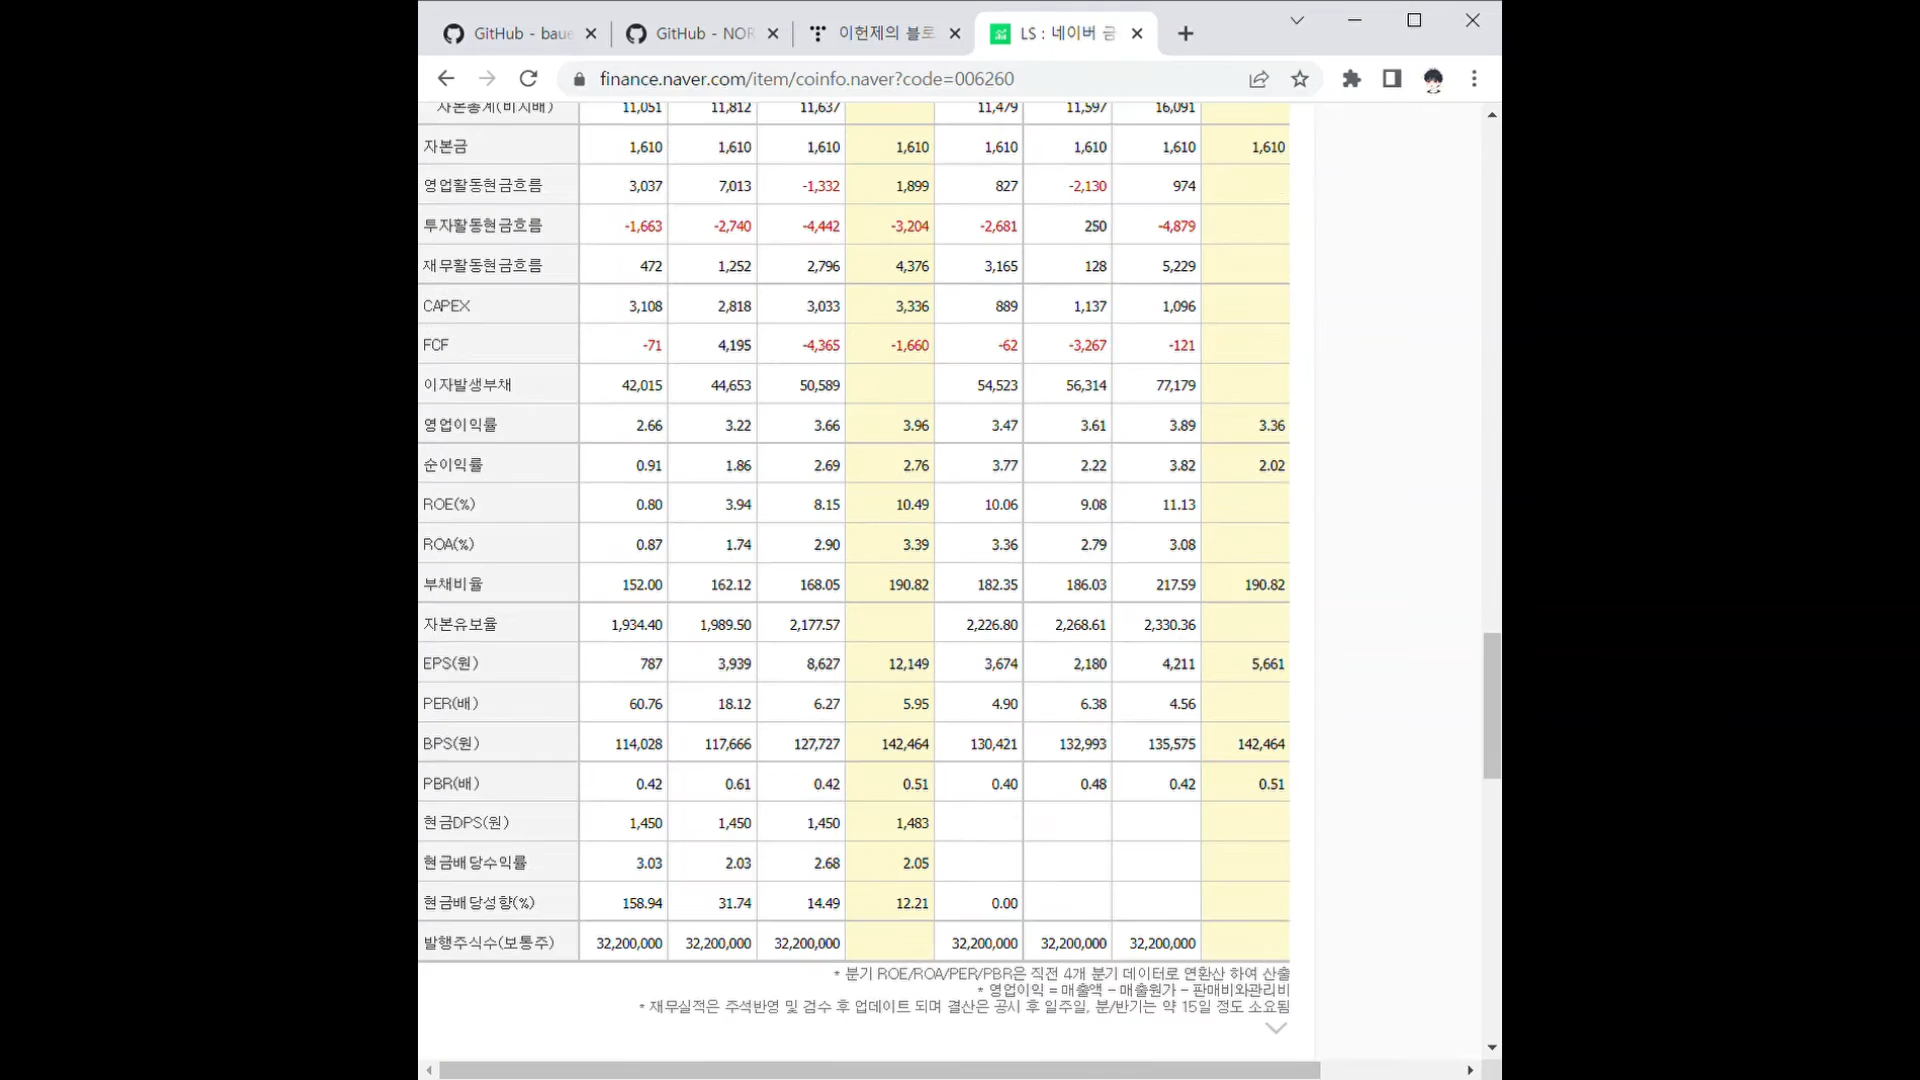 GitHub - baue
GitHub - NOR
이헌제의 블로
LS : 네이버 금
finance.naver.com/item/coinfo.naver?code=006260
자본총계(비지배) 11,051 11,812 11,637 11,479 11,597 16,091
자본금 1,610 1,610 1,610 1,610 1,610 1,610 1,610 1,610
영업활동현금흐름 3,037 7,013 -1,332 1,899 827 -2,130 974
투자활동현금흐름 -1,663 -2,740 -4,442 -3,204 -2,681 250 -4,879
재무활동현금흐름 472 1,252 2,796 4,376 3,165 128 5,229
CAPEX 3,108 2,818 3,033 3,336 889 1,137 1,096
FCF -71 4,195 -4,365 -1,660 -62 -3,267 -121
이자발생부채 42,015 44,653 50,589 54,523 56,314 77,179
영업이익률 2.66 3.22 3.66 3.96 3.47 3.61 3.89 3.36
순이익률 0.91 1.86 2.69 2.76 3.77 2.22 3.82 2.02
ROE(%) 0.80 3.94 8.15 10.49 10.06 9.08 11.13
ROA(%) 0.87 1.74 2.90 3.39 3.36 2.79 3.08
부채비율 152.00 162.12 168.05 190.82 182.35 186.03 217.59 190.82
자본유보율 1,934.40 1,989.50 2,177.57 2,226.80 2,268.61 2,330.36
EPS(원) 787 3,939 8,627 12,149 3,674 2,180 4,211 5,661
PER(배) 60.76 18.12 6.27 5.95 4.90 6.38 4.56
BPS(원) 114,028 117,666 127,727 142,464 130,421 132,993 135,575 142,464
PBR(배) 0.42 0.61 0.42 0.51 0.40 0.48 0.42 0.51
현금DPS(원) 1,450 1,450 1,450 1,483
현금배당수익률 3.03 2.03 2.68 2.05
현금배당성향(%) 158.94 31.74 14.49 12.21 0.00
발행주식수(보통주) 32,200,000 32,200,000 32,200,000 32,200,000 32,200,000 32,200,000
* 분기 ROE/ROA/PER/PBR은 직전 4개 분기 데이터로 연환산 하여 산출
* 영업이익 = 매출액 - 매출원가 - 판매비와관리비
* 재무실적은 주석반영 및 검수 후 업데이트 되며 결산은 공시 후 일주일, 분/반기는 약 15일 정도 소요됨